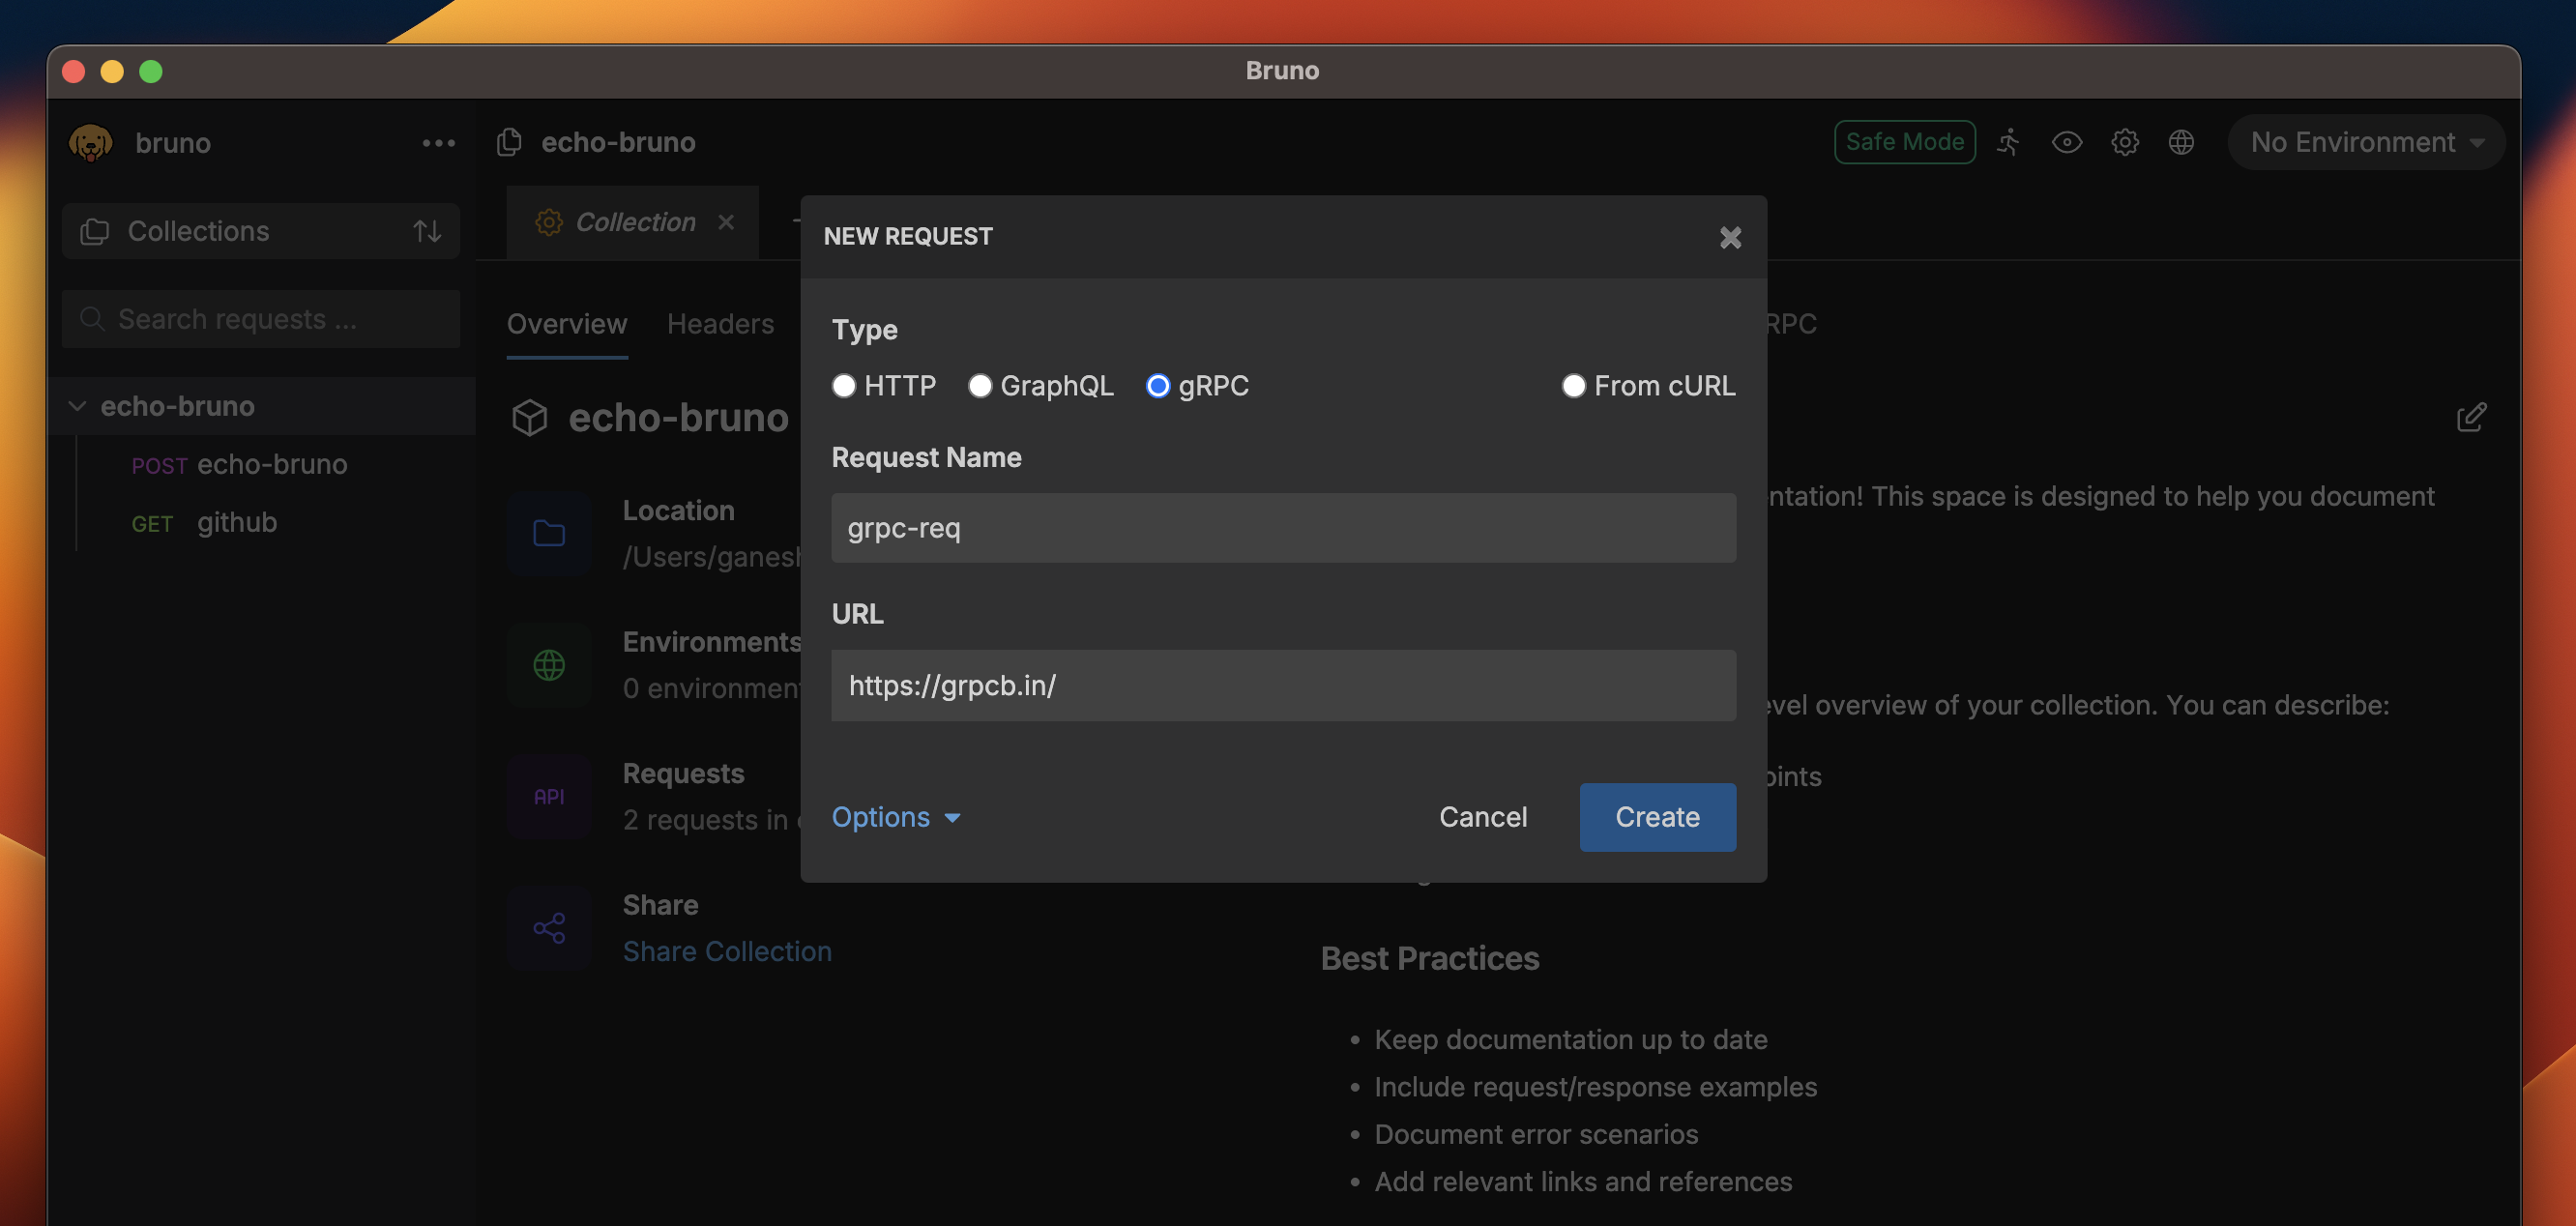 Bruno
bruno
echo-bruno
Safe Mode
No Environment
Collections
Collection
Search requests ...
echo-bruno
POST echo-bruno
GET github
Overview
Headers
RPC
echo-bruno
Location
/Users/ganesh
Environments
0 environment
API
Requests
2 requests in
Share
Share Collection
NEW REQUEST
Type
HTTP
GraphQL
gRPC
From cURL
Request Name
grpc-req
URL
https://grpcb.in/
Options
Cancel
Create
ntation! This space is designed to help you document
evel overview of your collection. You can describe:
oints
Best Practices
• Keep documentation up to date
• Include request/response examples
• Document error scenarios
• Add relevant links and references